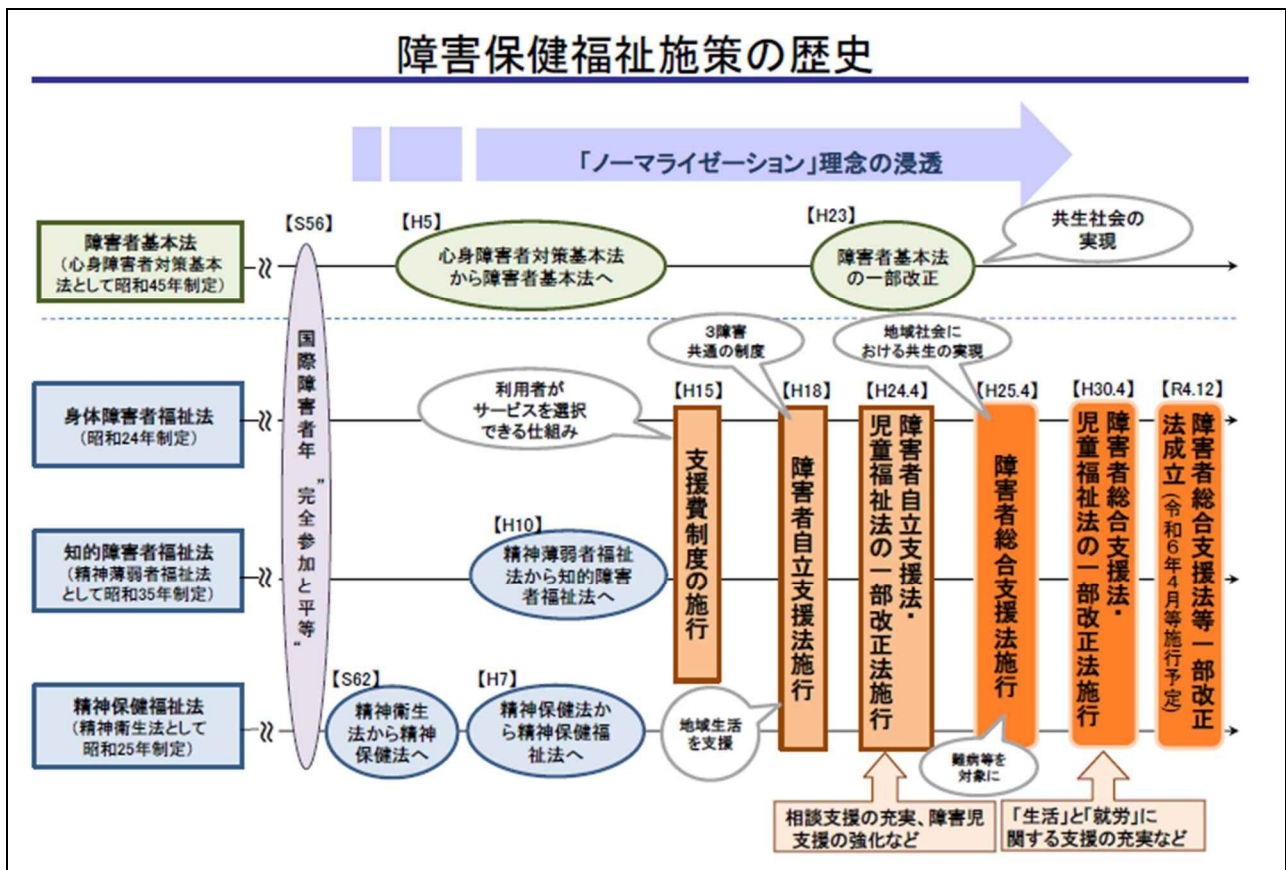 障害保健福祉施策の歴史
「ノーマライゼーション」理念の浸透
障害者基本法
(心身障害者対策基本
法として昭和45年制定)
【S56】
国際障害者年 “完全参加と平等“
【H5】
心身障害者対策基本法
から障害者基本法へ
【H23】
障害者基本法
の一部改正
共生社会の
実現
身体障害者福祉法
(昭和24年制定)
利用者が
サービスを選択
できる仕組み
3障害
共通の制度
地域社会に
おける共生の実現
知的障害者福祉法
(精神薄弱者福祉法
として昭和35年制定)
【H10】
精神薄弱者福祉
法から知的障害
者福祉法へ
精神保健福祉法
(精神衛生法として
昭和25年制定)
【S62】
精神衛生
法から精神
保健法へ
【H7】
精神保健法か
ら精神保健福
祉法へ
【H15】
支援費制度の施行
地域生活
を支援
【H18】
障害者自立支援法施行
【H24.4】
障害者自立支援法・
児童福祉法の一部改正法施行
相談支援の充実、障害児
支援の強化など
【H25.4】
障害者総合支援法施行
難病等を
対象に
【H30.4】
障害者総合支援法・
児童福祉法の一部改正法施行
「生活」と「就労」に
関する支援の充実など
【R4.12】
障害者総合支援法等一部改正
法成立(令和6年4月等施行予定)